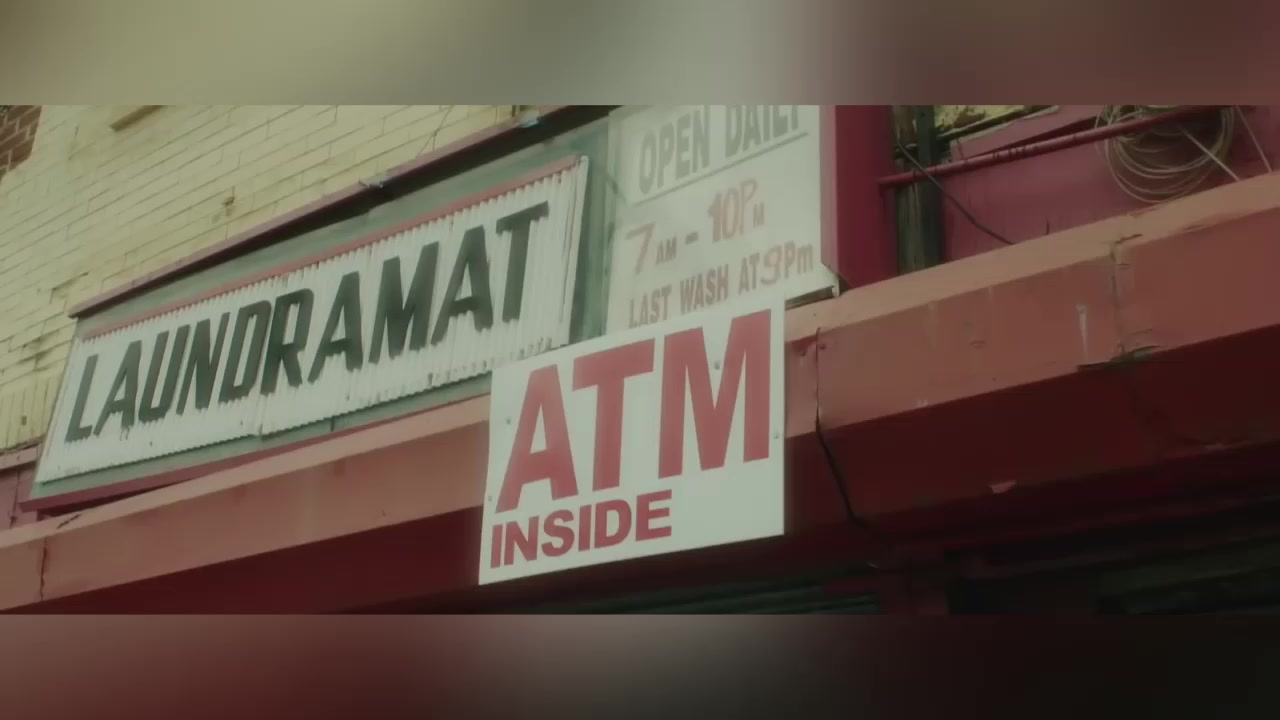 LAUNDRAMAT
OPEN DAILY
7AM - 10PM
LAST WASH AT 9Pm
ATM
INSIDE